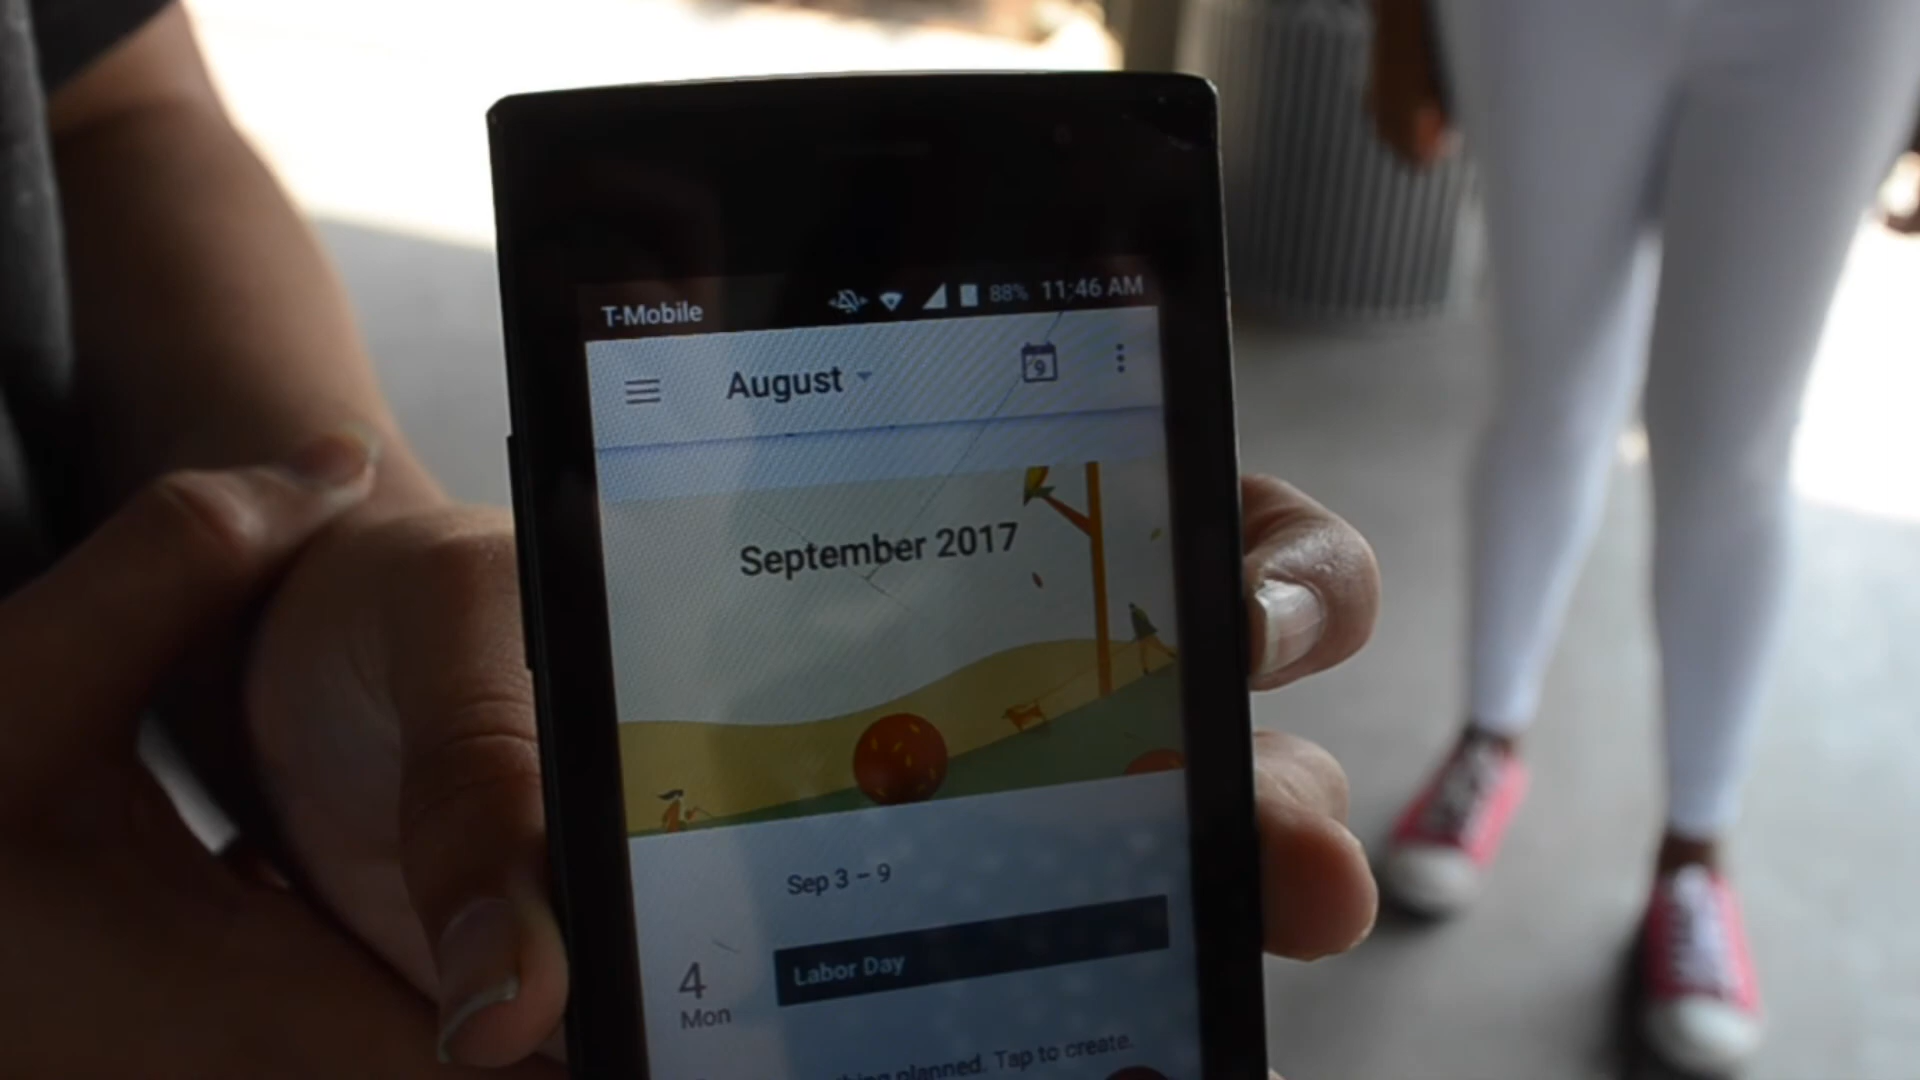 T-Mobile 88% 11:46 AM
August 9
September 2017
Sep 3 – 9
Labor Day
4
Mon
planned. Tap to create.